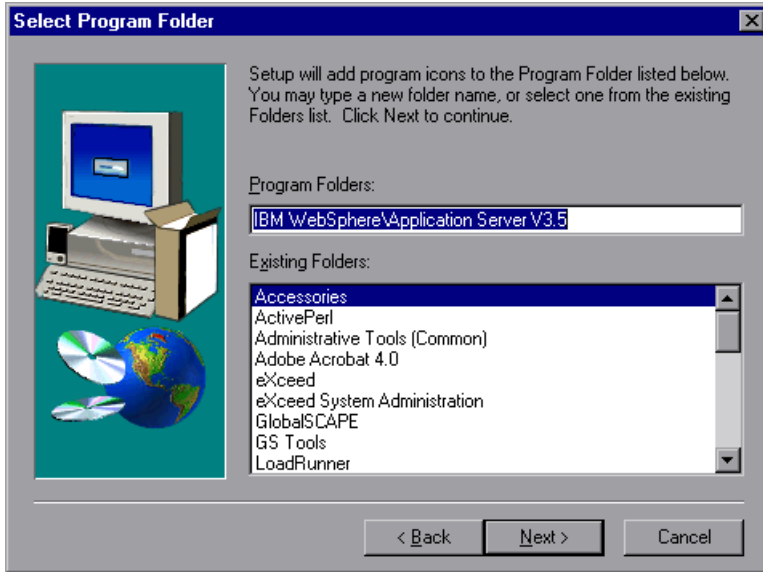 Select Program Folder
Setup will add program icons to the Program Folder listed below.
You may type a new folder name, or select one from the existing
Folders list. Click Next to continue.
Program Folders:
IBM WebSphere\Application Server V3.5
Existing Folders:
Accessories
ActivePerl
Administrative Tools (Common)
Adobe Acrobat 4.0
eXceed
eXceed System Administration
GlobalSCAPE
GS Tools
LoadRunner
< Back
Next >
Cancel